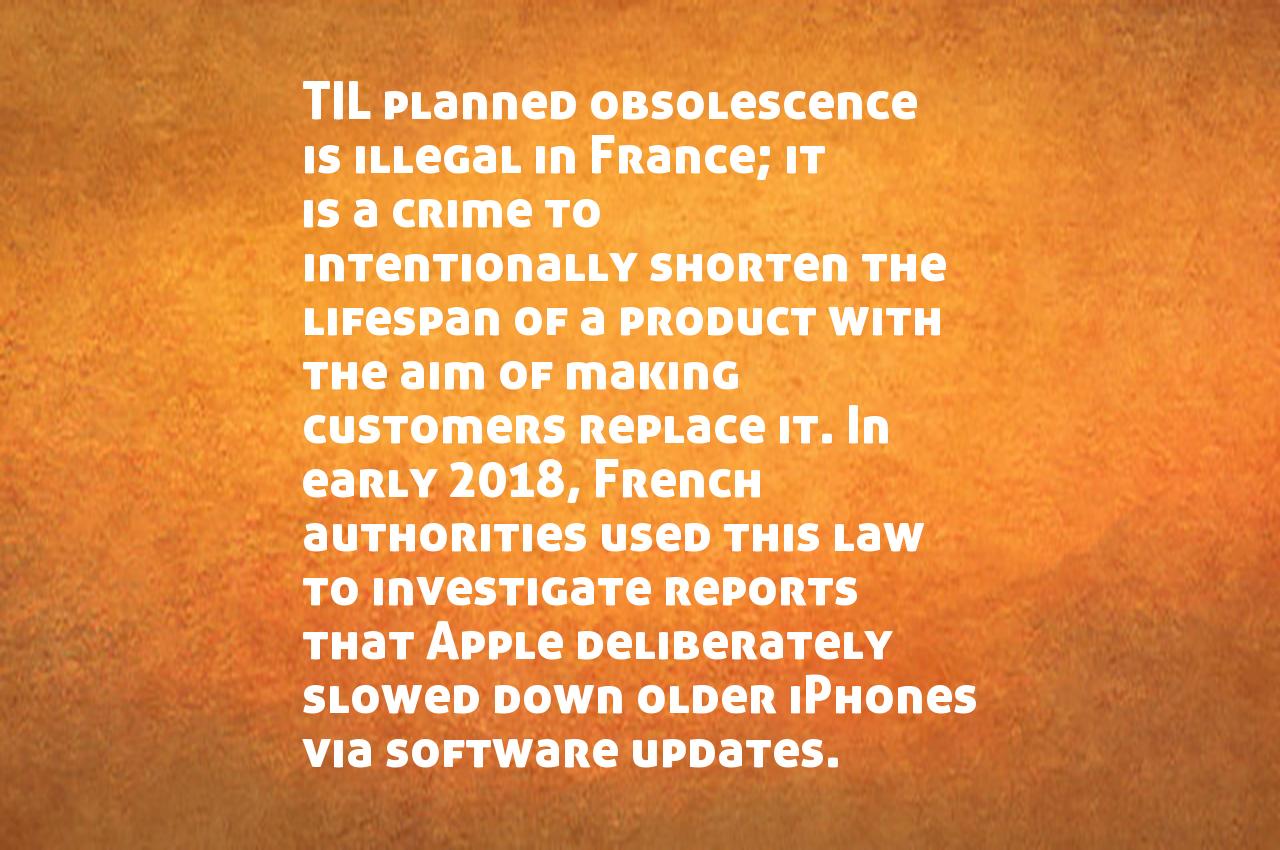 TIL planned obsolescence
is illegal in France; it
is a crime to
intentionally shorten the
lifespan of a product with
the aim of making
customers replace it. In
early 2018, French
authorities used this law
to investigate reports
that Apple deliberately
slowed down older iPhones
via software updates.